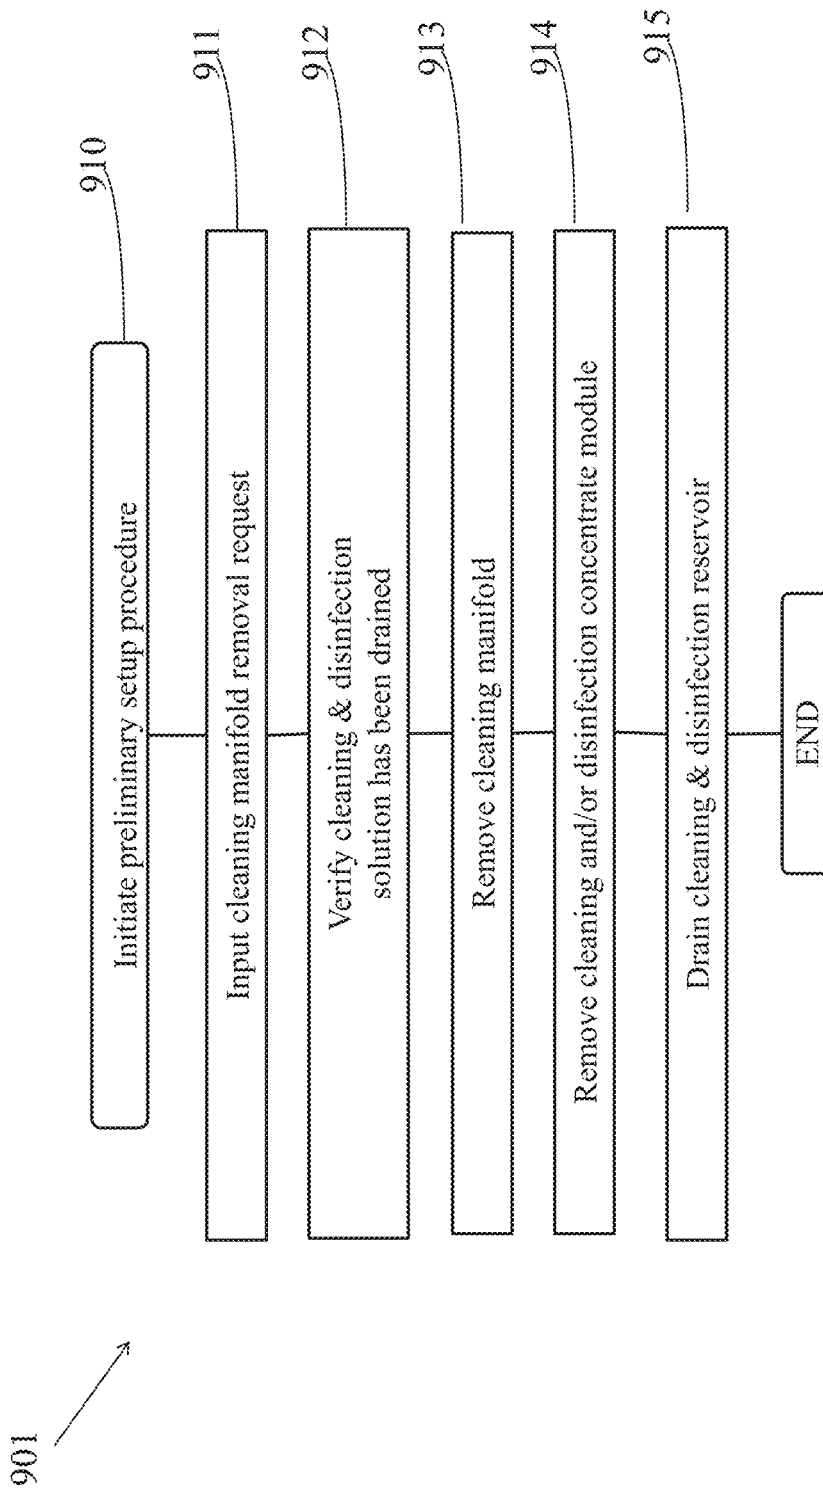 901
910
Initiate preliminary setup procedure
911
Input cleaning manifold removal request
912
Verify cleaning & disinfection
solution has been drained
913
Remove cleaning manifold
914
Remove cleaning and/or disinfection concentrate module
915
Drain cleaning & disinfection reservoir
END